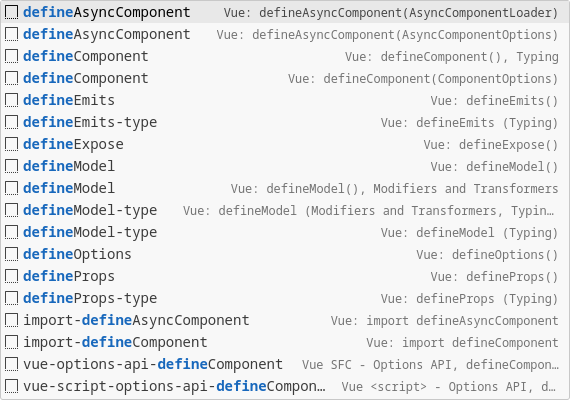 defineAsyncComponent Vue: defineAsyncComponent(AsyncComponentLoader)
defineAsyncComponent Vue: defineAsyncComponent(AsyncComponentOptions)
defineComponent Vue: defineComponent(), Typing
defineComponent Vue: defineComponent(ComponentOptions)
defineEmits Vue: defineEmits()
defineEmits-type Vue: defineEmits (Typing)
defineExpose Vue: defineExpose()
defineModel Vue: defineModel()
defineModel Vue: defineModel(), Modifiers and Transformers
defineModel-type Vue: defineModel (Modifiers and Transformers, Typin…
defineModel-type Vue: defineModel (Typing)
defineOptions Vue: defineOptions()
defineProps Vue: defineProps()
defineProps-type Vue: defineProps (Typing)
import-defineAsyncComponent Vue: import defineAsyncComponent
import-defineComponent Vue: import defineComponent
vue-options-api-defineComponent Vue SFC - Options API, defineCompon…
vue-script-options-api-defineCompon… Vue <script> - Options API, d…